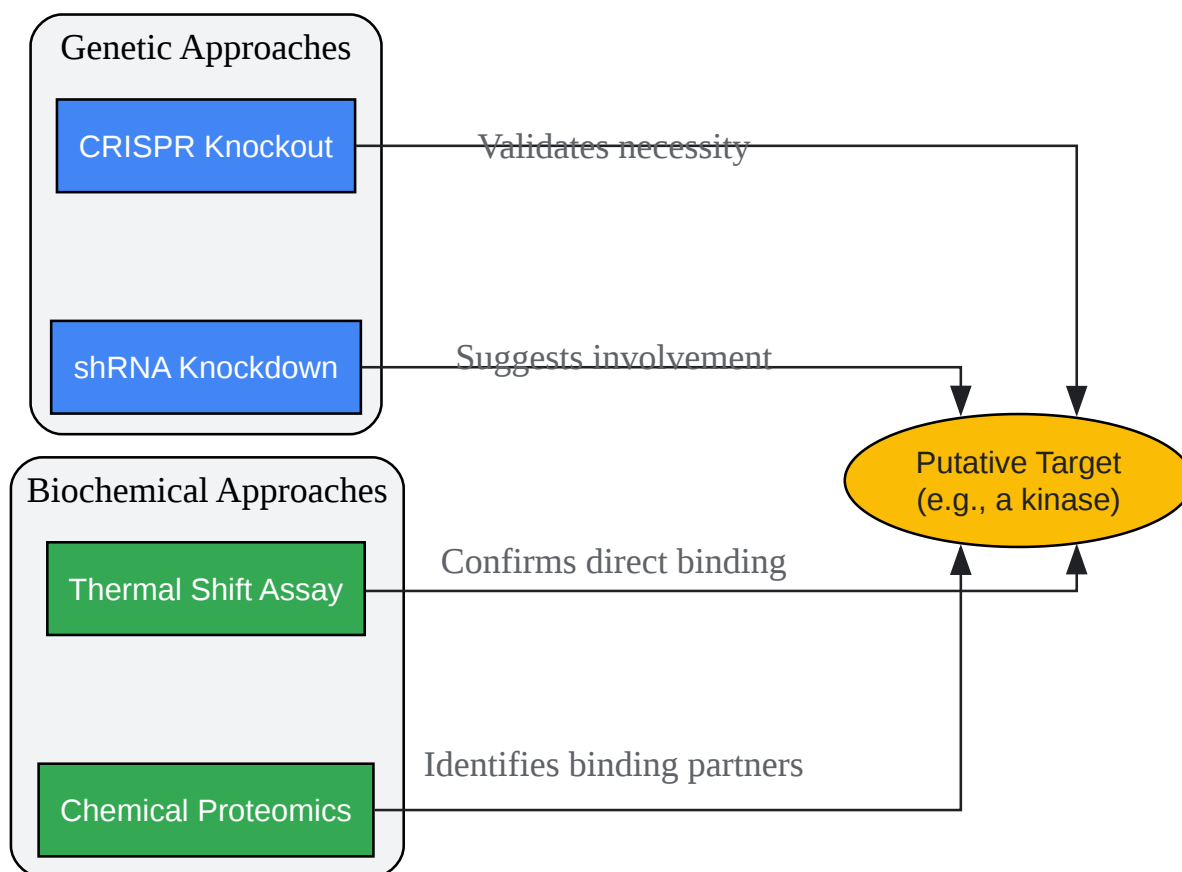 Genetic Approaches
CRISPR Knockout
Validates necessity
shRNA Knockdown
Suggests involvement
Putative Target
(e.g., a kinase)
Biochemical Approaches
Thermal Shift Assay
Confirms direct binding
Chemical Proteomics
Identifies binding partners